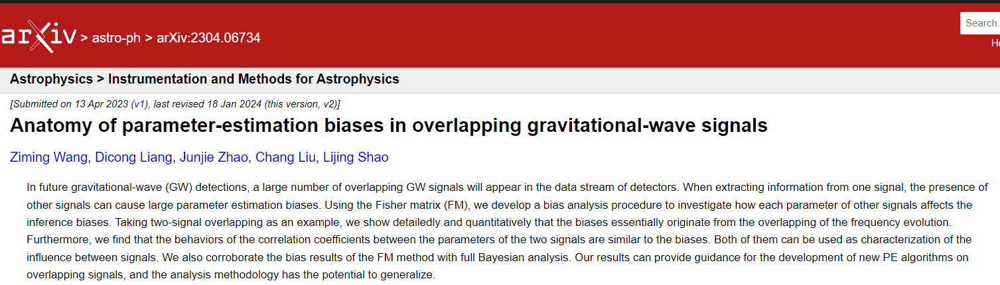 arXiv > astro-ph > arXiv:2304.06734
Search.
He
Astrophysics > Instrumentation and Methods for Astrophysics
[Submitted on 13 Apr 2023 (v1), last revised 18 Jan 2024 (this version, v2)]
Anatomy of parameter-estimation biases in overlapping gravitational-wave signals
Ziming Wang, Dicong Liang, Junjie Zhao, Chang Liu, Lijing Shao
In future gravitational-wave (GW) detections, a large number of overlapping GW signals will appear in the data stream of detectors. When extracting information from one signal, the presence of
other signals can cause large parameter estimation biases. Using the Fisher matrix (FM), we develop a bias analysis procedure to investigate how each parameter of other signals affects the
inference biases. Taking two-signal overlapping as an example, we show detailedly and quantitatively that the biases essentially originate from the overlapping of the frequency evolution.
Furthermore, we find that the behaviors of the correlation coefficients between the parameters of the two signals are similar to the biases. Both of them can be used as characterization of the
influence between signals. We also corroborate the bias results of the FM method with full Bayesian analysis. Our results can provide guidance for the development of new PE algorithms on
overlapping signals, and the analysis methodology has the potential to generalize.